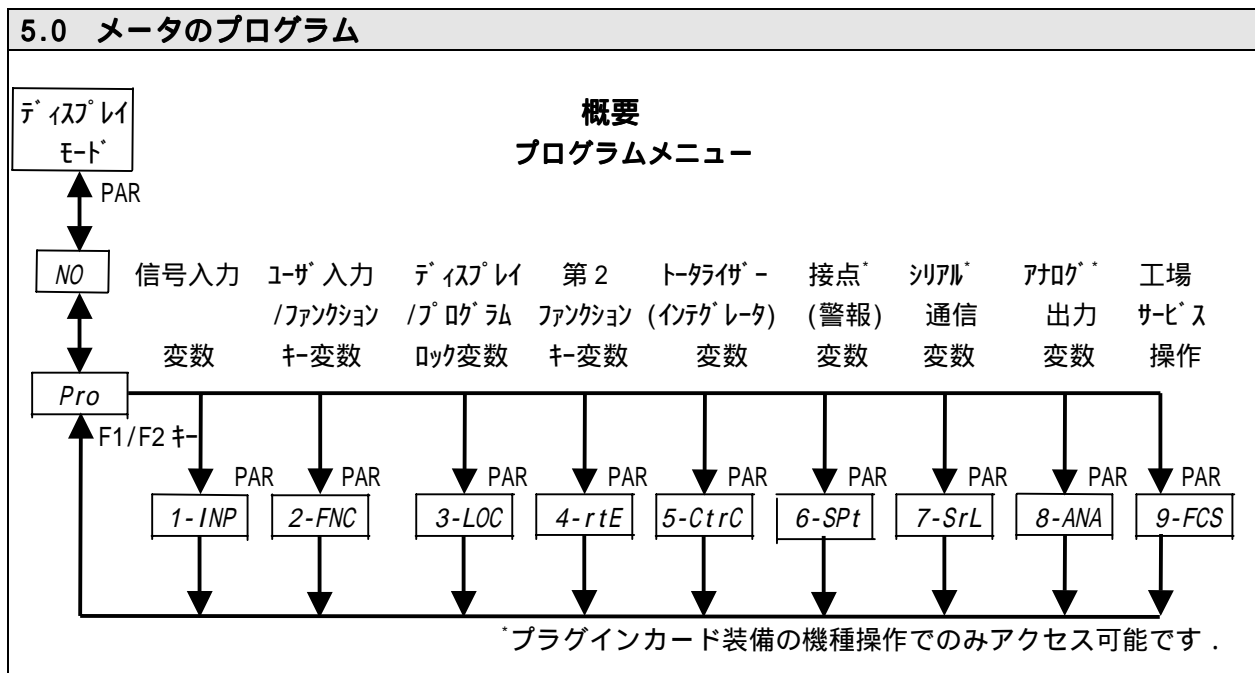 5.0 メータのプログラム
ディスプレイ
モード
概要
プログラムメニュー
PAR
NO 信号入力 ユーザ入力 ディスプレイ 第2 トータライザー 接点* シリアル* アナログ* 工場
/ファンクション /プログラム ファンクション (インテグレータ) (警報) 通信 出力 サービス
変数 キー変数 ロック変数 キー変数 変数 変数 変数 変数 操作
Pro
F1/F2 キー
PAR PAR PAR PAR PAR PAR PAR PAR PAR
1-INP 2-FNC 3-LOC 4-rtE 5-CtrC 6-SPt 7-SrL 8-ANA 9-FCS
*プラグインカード装備の機種操作でのみアクセス可能です.